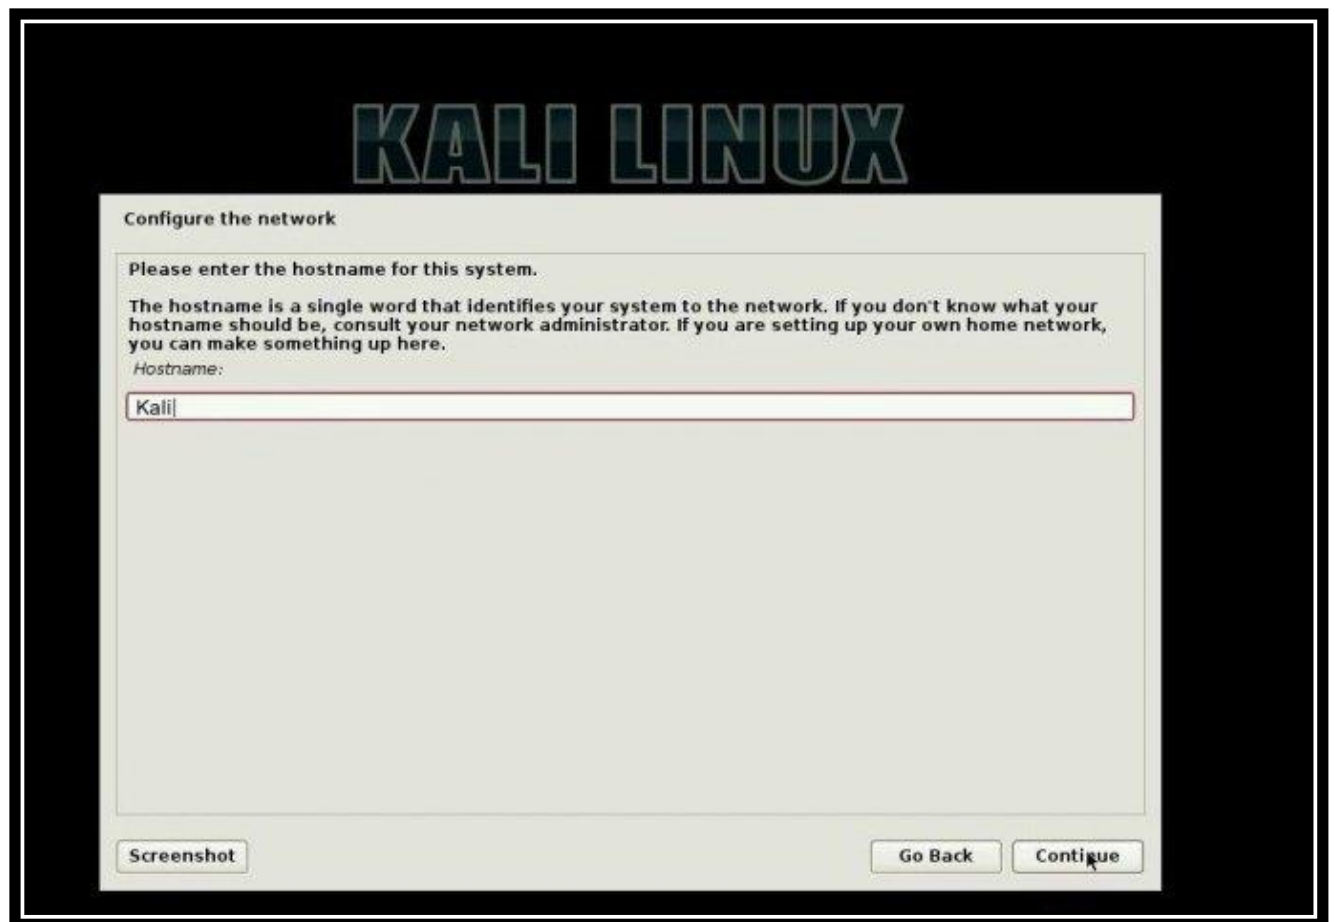 KALI LINUX
Configure the network
Please enter the hostname for this system.
The hostname is a single word that identifies your system to the network. If you don't know what your
hostname should be, consult your network administrator. If you are setting up your own home network,
you can make something up here.
Hostname:
Kali
Screenshot
Go Back
Continue